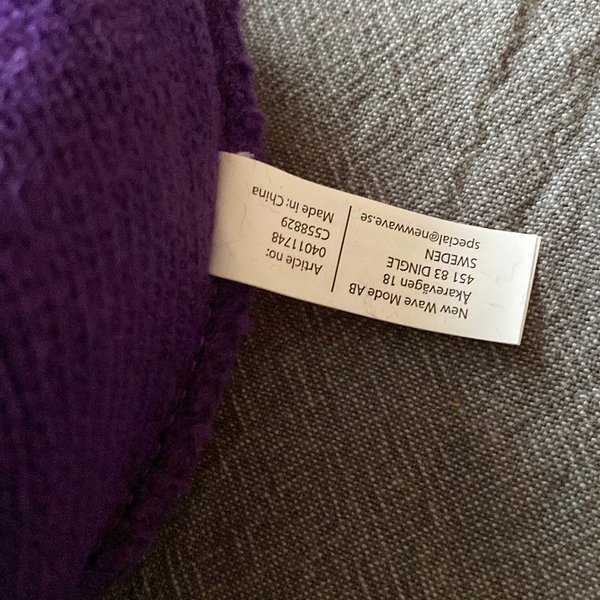 New Wave Mode AB
Åkarevägen 18
451 83 DINGLE
SWEDEN
special@newwave.se
Article no:
04011748
C558829
Made in: China